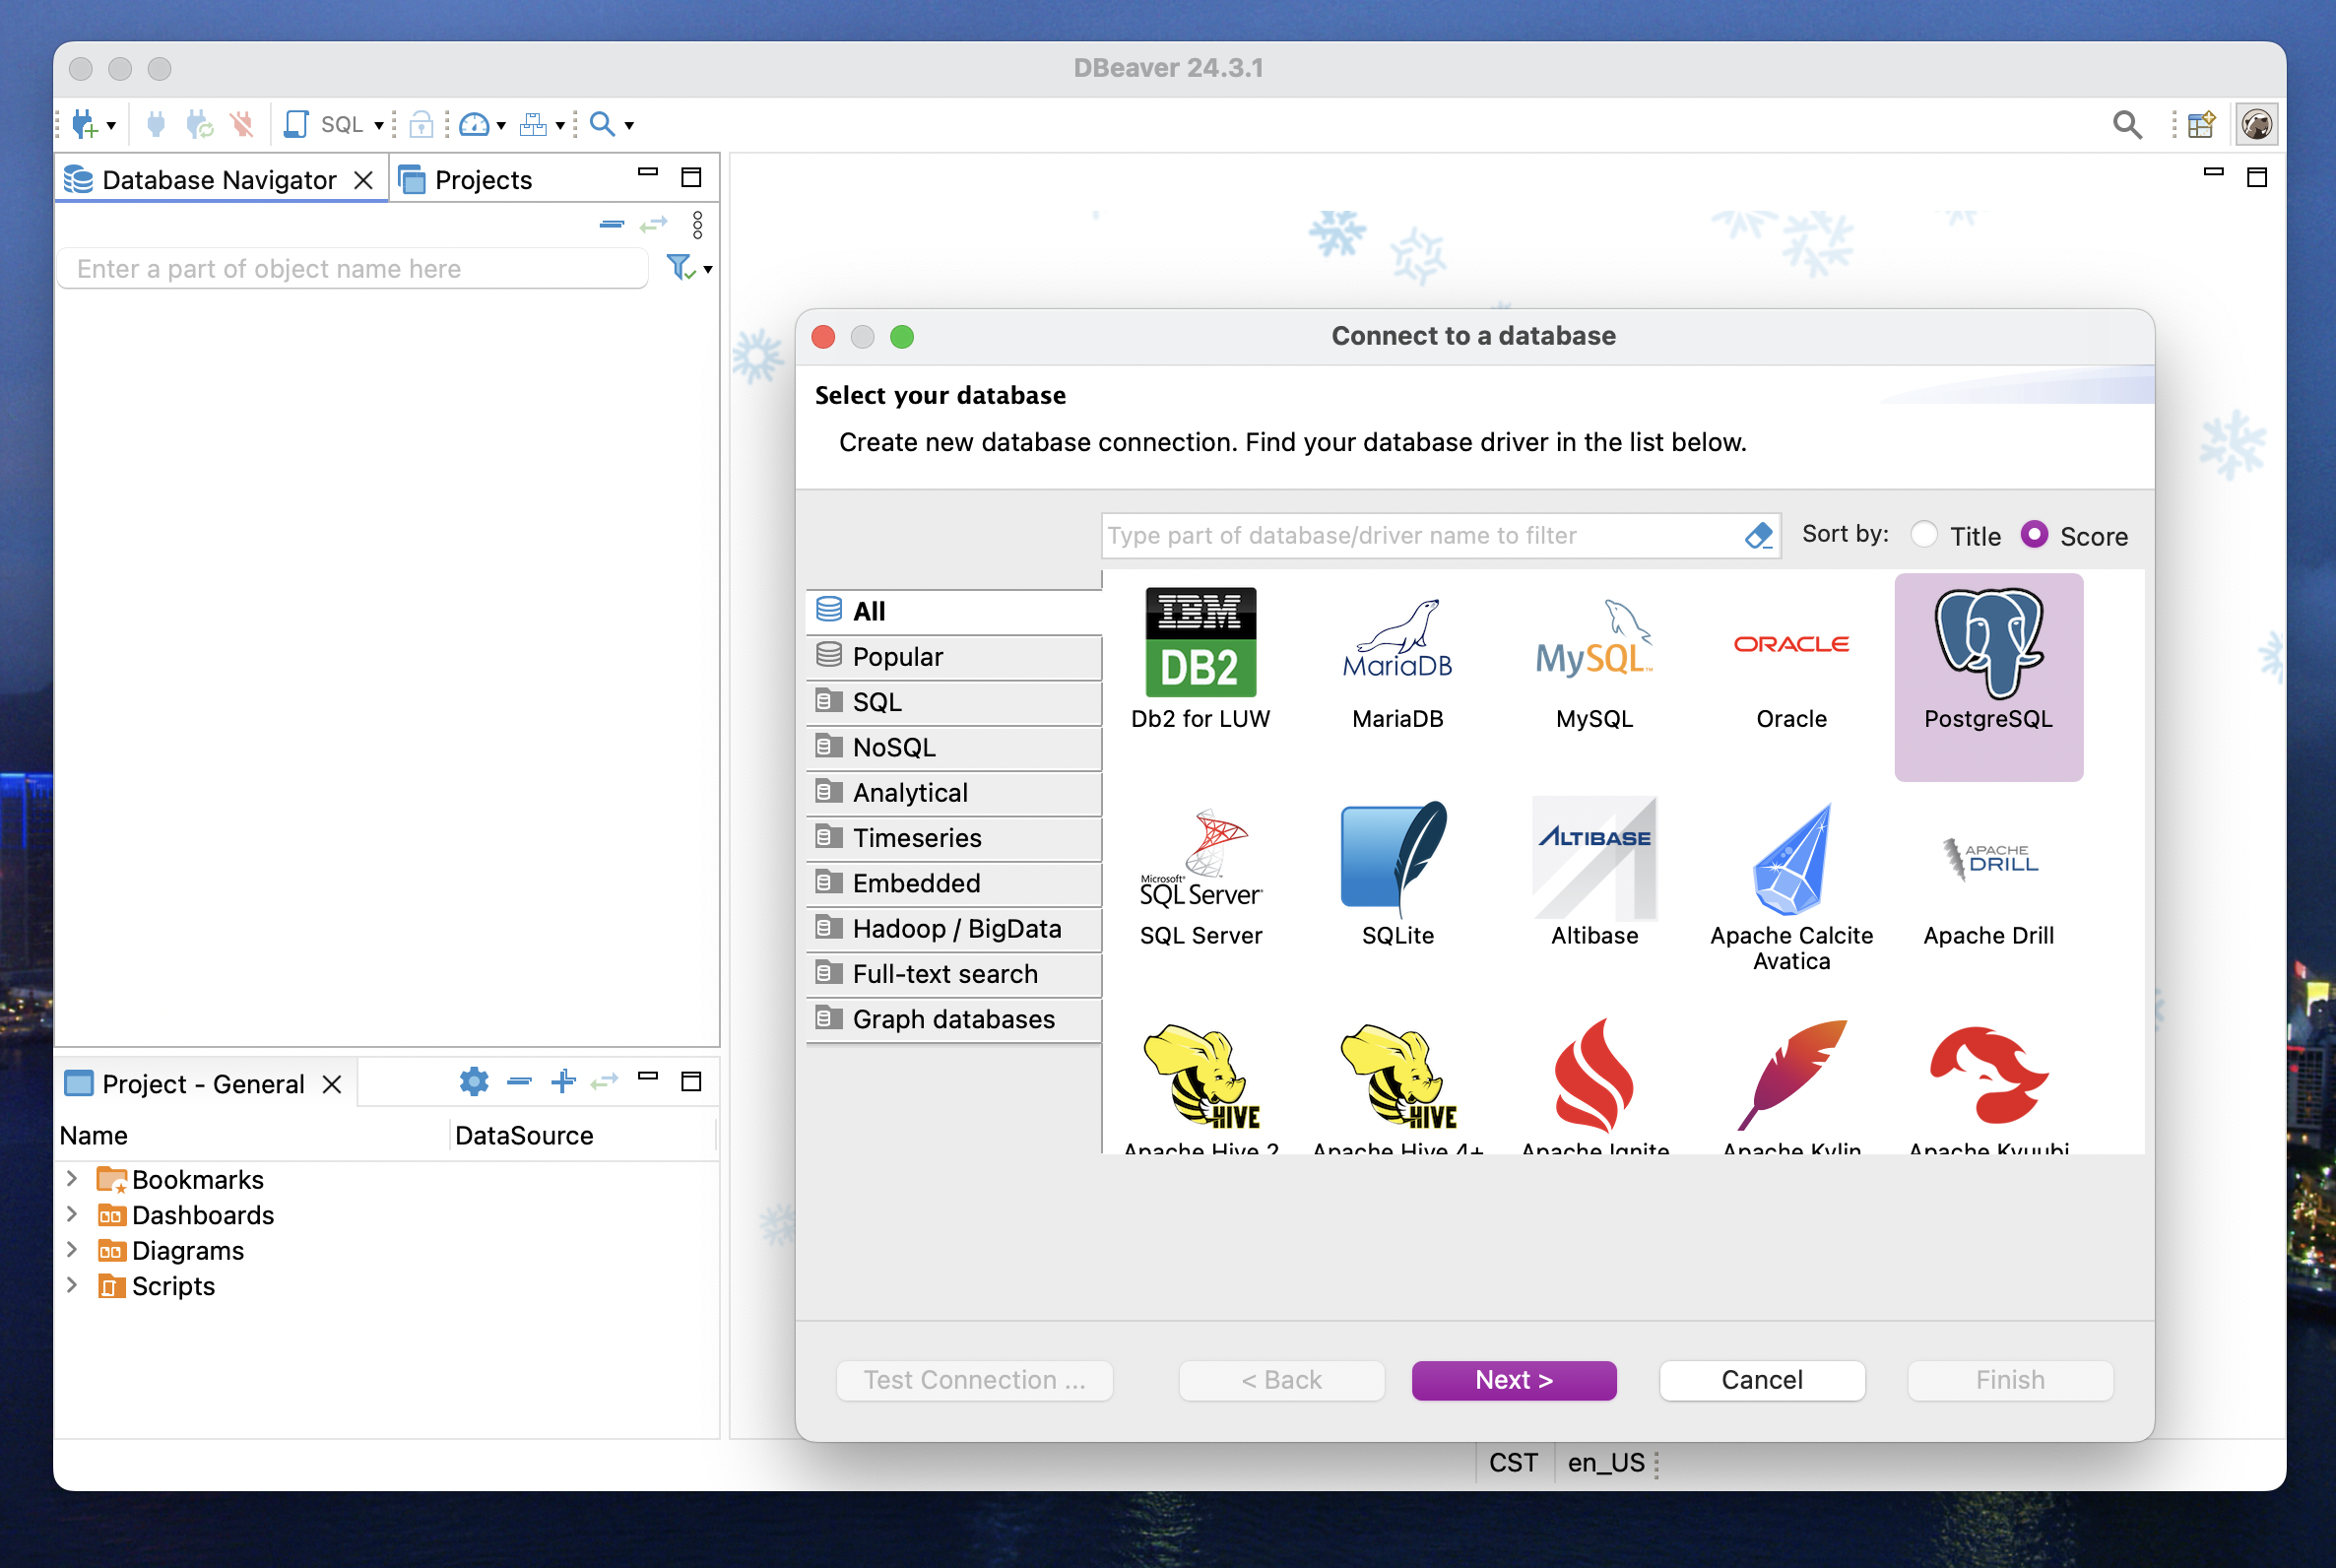 DBeaver 24.3.1
SQL
Database Navigator
Projects
Enter a part of object name here
Connect to a database
Select your database
Create new database connection. Find your database driver in the list below.
Type part of database/driver name to filter
Sort by:
Title
Score
All
Popular
SQL
NoSQL
Analytical
Timeseries
Embedded
Hadoop / BigData
Full-text search
Graph databases
IBM
DB2
Db2 for LUW
MariaDB
MariaDB
MySQL™
MySQL
ORACLE
Oracle
PostgreSQL
Microsoft®
SQL Server®
SQL Server
SQLite
ALTIBASE
Altibase
Apache Calcite
Avatica
APACHE
DRILL
Apache Drill
HIVE
Apache Hive 2
HIVE
Apache Hive 4+
Apache Ignite
Apache Kylin
Apache Kyuubi
Project - General
Name
DataSource
Bookmarks
Dashboards
Diagrams
Scripts
Test Connection ...
< Back
Next >
Cancel
Finish
CST
en_US